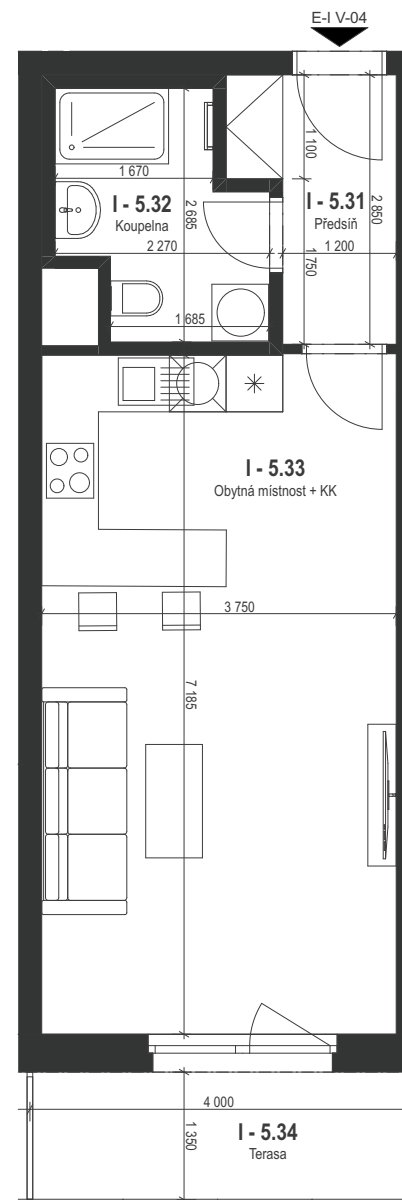 E-I V-04
1 100
1 670
I - 5.32
Koupelna
2 685
I - 5.31
Předsíň
2 850
2 270
1 750
1 200
1 685
I - 5.33
Obytná místnost + KK
3 750
7 185
4 000
1 350
I - 5.34
Terasa